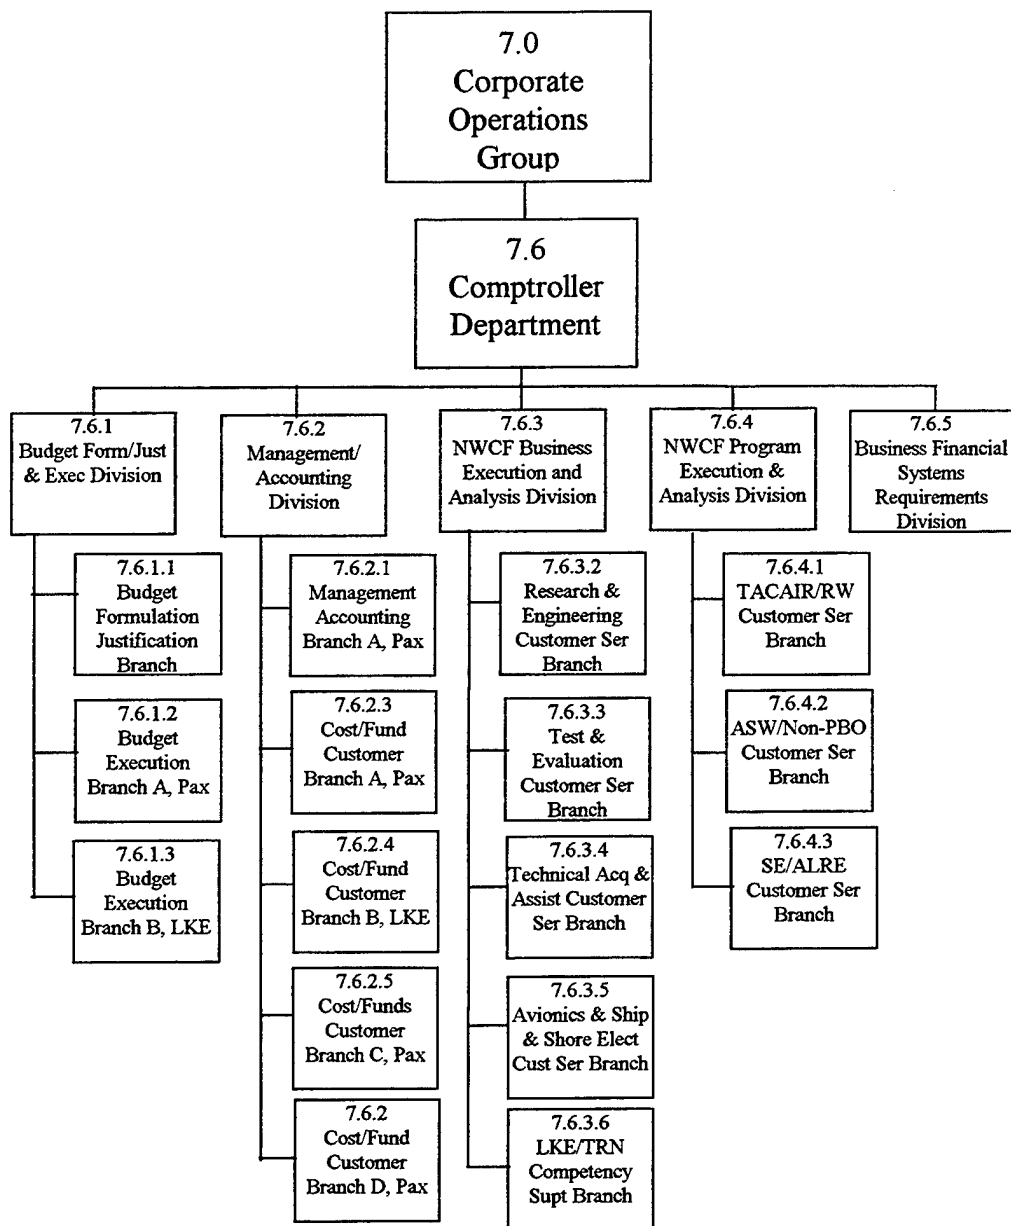 7.0
Corporate
Operations
Group
7.6
Comptroller
Department
7.6.1
Budget Form/Just
& Exec Division
7.6.2
Management/
Accounting
Division
7.6.3
NWCF Business
Execution and
Analysis Division
7.6.4
NWCF Program
Execution &
Analysis Division
7.6.5
Business Financial
Systems
Requirements
Division
7.6.1.1
Budget
Formulation
Justification
Branch
7.6.1.2
Budget
Execution
Branch A, Pax
7.6.1.3
Budget
Execution
Branch B, LKE
7.6.2.1
Management
Accounting
Branch A, Pax
7.6.2.3
Cost/Fund
Customer
Branch A, Pax
7.6.2.4
Cost/Fund
Customer
Branch B, LKE
7.6.2.5
Cost/Funds
Customer
Branch C, Pax
7.6.2
Cost/Fund
Customer
Branch D, Pax
7.6.3.2
Research &
Engineering
Customer Ser
Branch
7.6.3.3
Test &
Evaluation
Customer Ser
Branch
7.6.3.4
Technical Acq &
Assist Customer
Ser Branch
7.6.3.5
Avionics & Ship
& Shore Elect
Cust Ser Branch
7.6.3.6
LKE/TRN
Competency
Supt Branch
7.6.4.1
TACAIR/RW
Customer Ser
Branch
7.6.4.2
ASW/Non-PBO
Customer Ser
Branch
7.6.4.3
SE/ALRE
Customer Ser
Branch